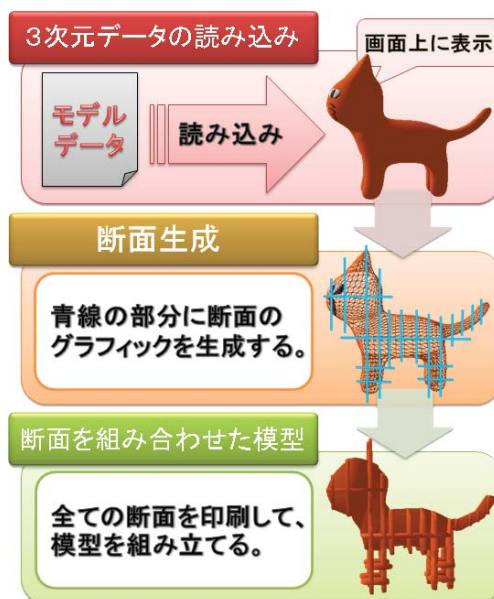 3次元データの読み込み
画面上に表示
モデル
データ
読み込み
断面生成
青線の部分に断面の
グラフィックを生成する。
断面を組み合わせた模型
全ての断面を印刷して、
模型を組み立てる。